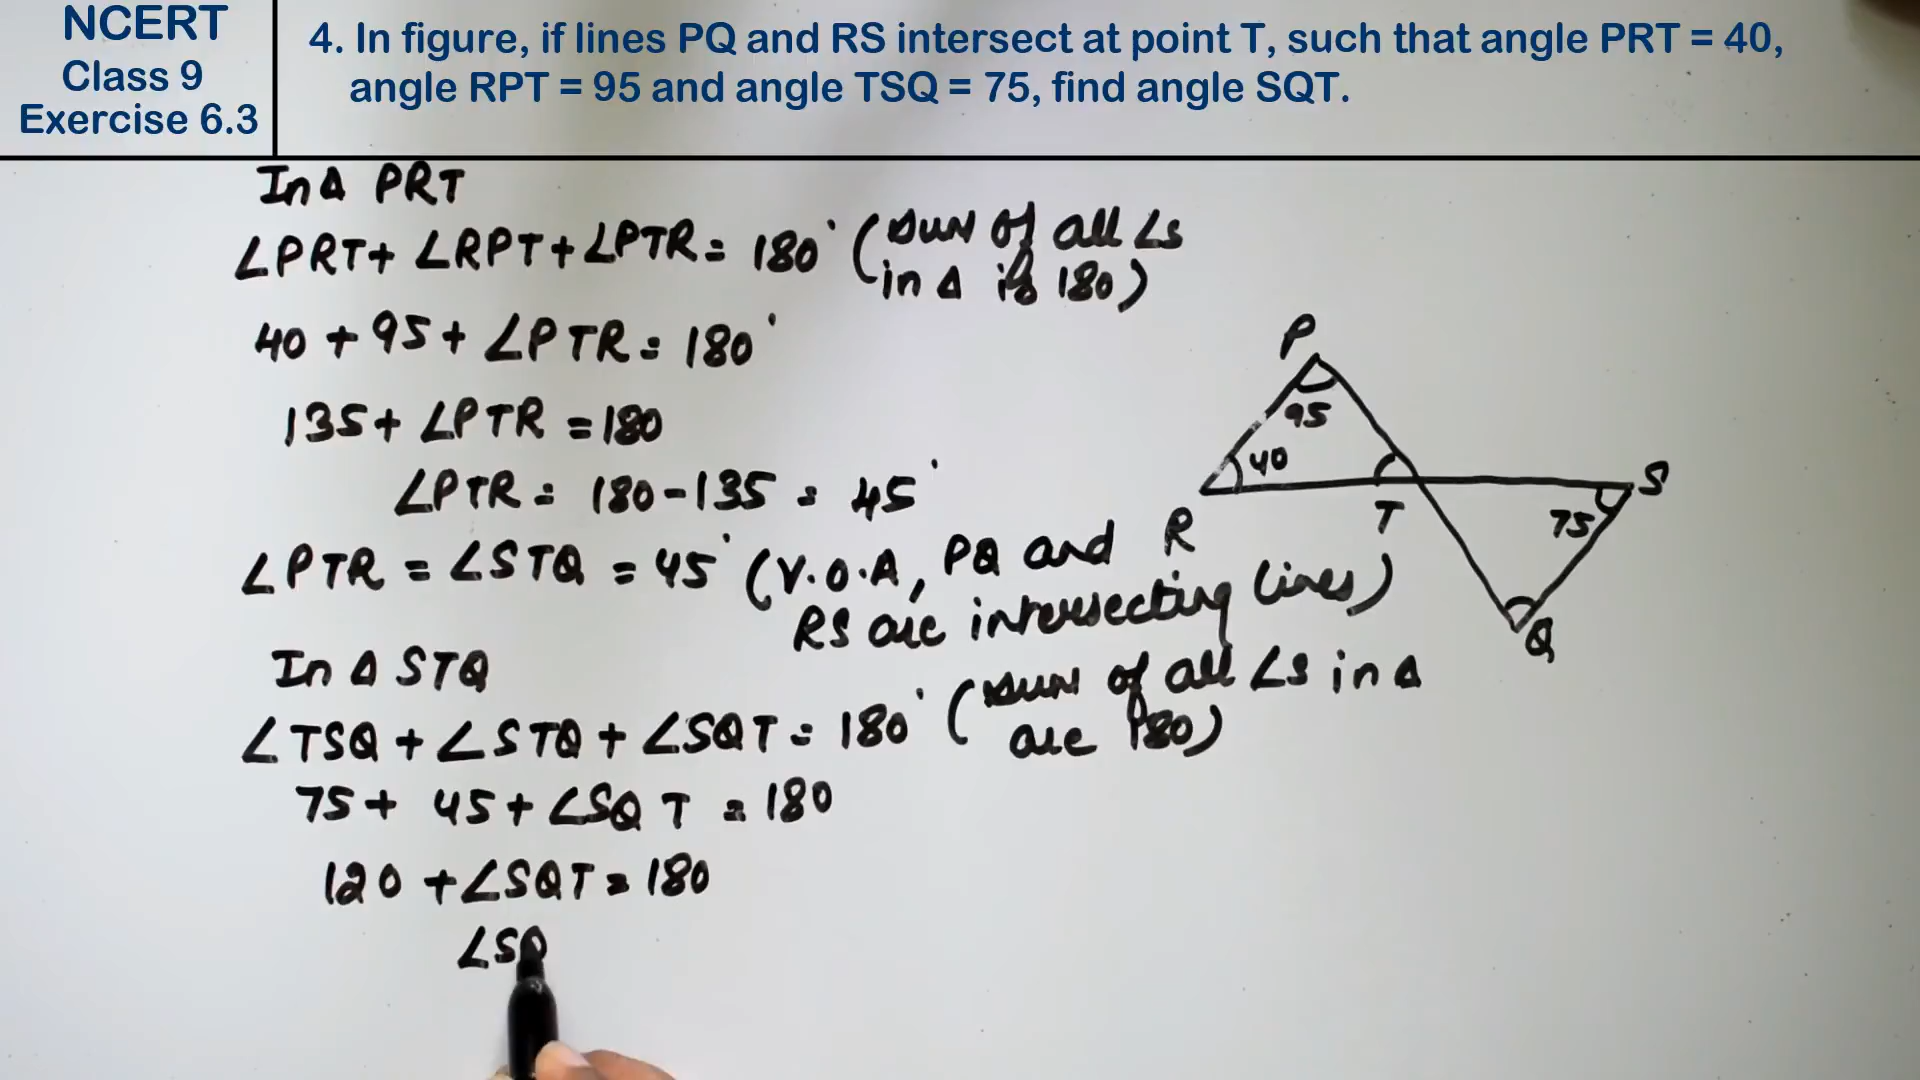 NCERT
Class 9
Exercise 6.3
4. In figure, if lines PQ and RS intersect at point T, such that angle PRT = 40,
angle RPT = 95 and angle TSQ = 75, find angle SQT.
In Δ PRT
∠PRT + ∠RPT + ∠PTR = 180° (sum of all ∠s
in Δ is 180)
40 + 95 + ∠PTR = 180°
135 + ∠PTR = 180
∠PTR = 180 - 135 = 45°
∠PTR = ∠STQ = 45° (V.O.A, PQ and
RS are intersecting lines)
In Δ STQ
∠TSQ + ∠STQ + ∠SQT = 180° (sum of all ∠s in Δ
are 180)
75 + 45 + ∠SQT = 180
120 + ∠SQT = 180
∠SQ
P
95
40
R
T
S
75
Q